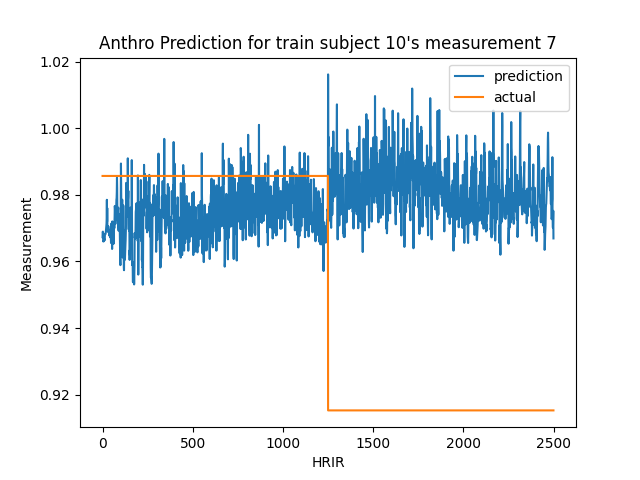 Anthro Prediction for train subject 10's measurement 7
prediction
actual
Measurement
1.02
1.00
0.98
0.96
0.94
0.92
0
500
1000
1500
2000
2500
HRIR